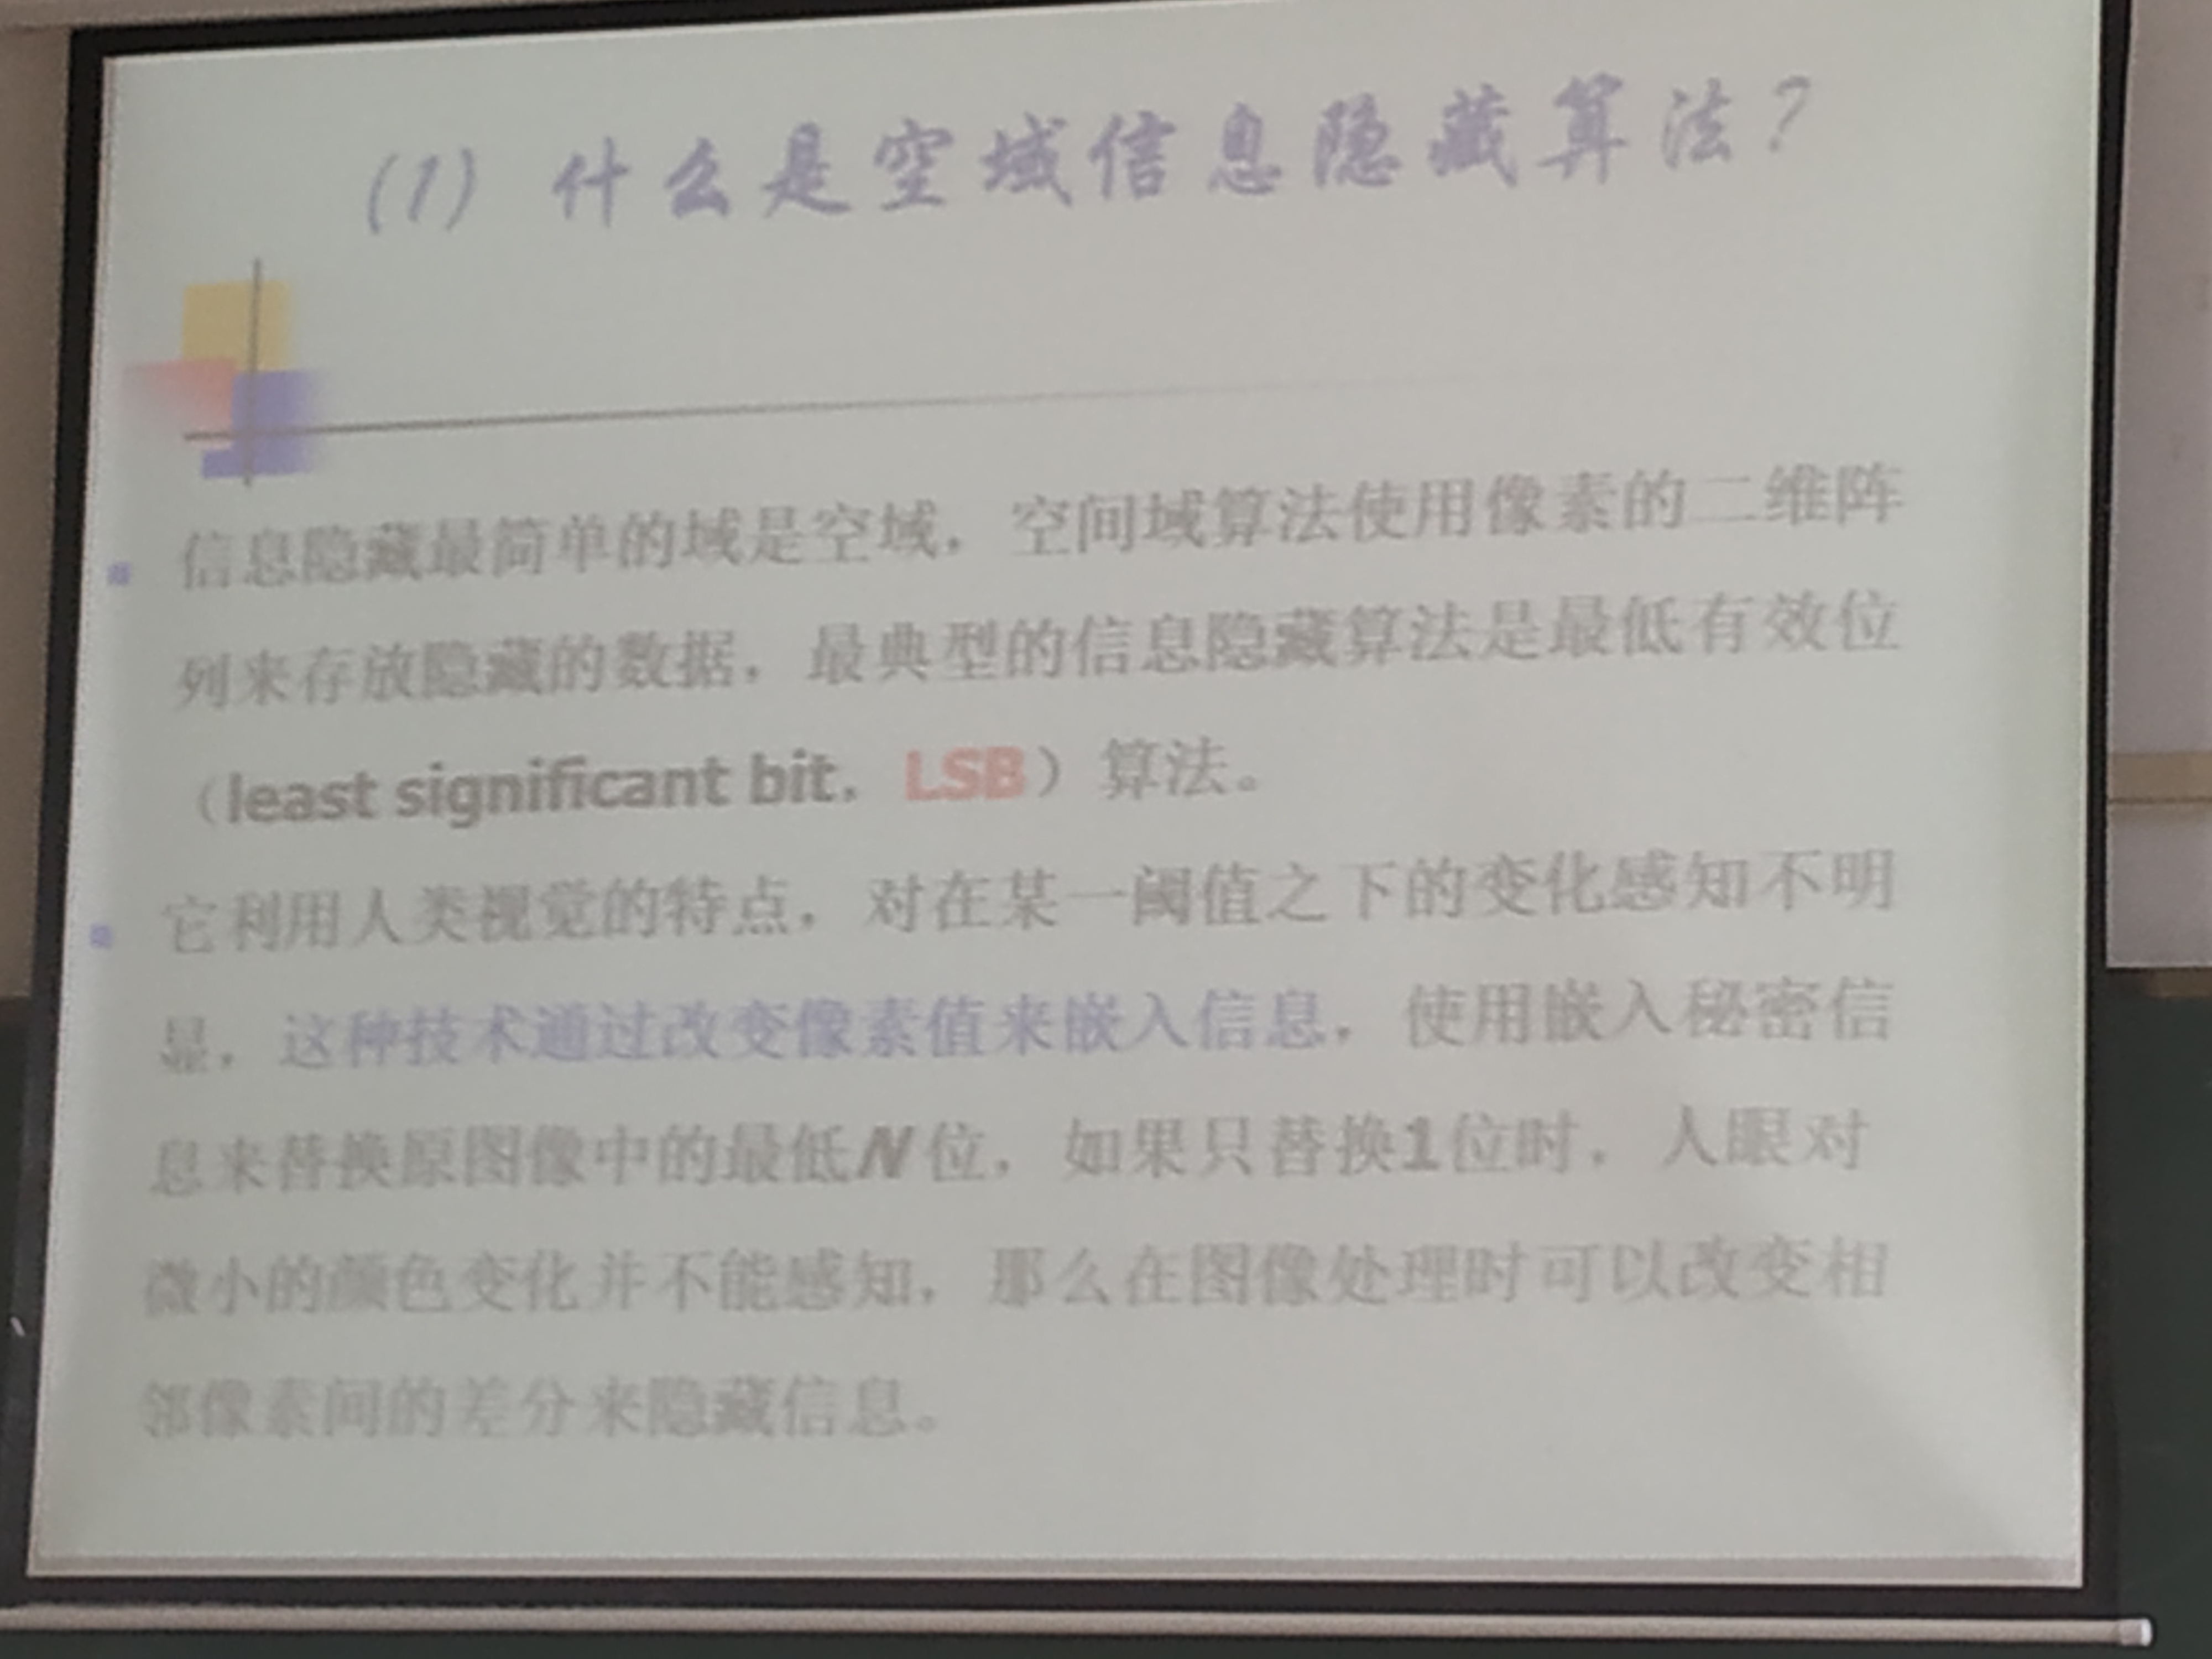 (1) 什么是空域信息隐藏算法？
信息隐藏最简单的域是空域，空间域算法使用像素的二维阵
列来存放隐藏的数据，最典型的信息隐藏算法是最低有效位
（least significant bit，LSB）算法。
它利用人类视觉的特点，对在某一阈值之下的变化感知不明
显，这种技术通过改变像素值来嵌入信息，使用嵌入秘密信
息来替换原图像中的最低N位，如果只替换1位时，人眼对
微小的颜色变化并不能感知，那么在图像处理时可以改变相
邻像素间的差分来隐藏信息。